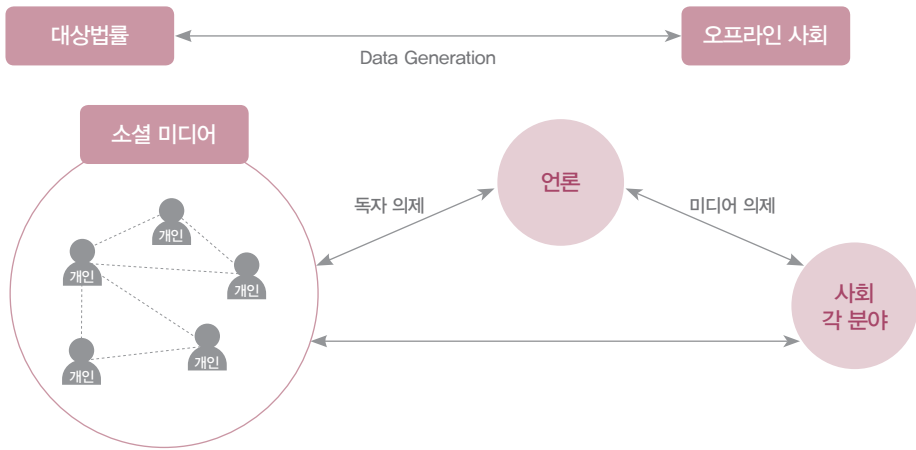 대상법률
오프라인 사회
Data Generation
소셜 미디어
언론
독자 의제
미디어 의제
개인
개인
개인
개인
개인
사회
각 분야